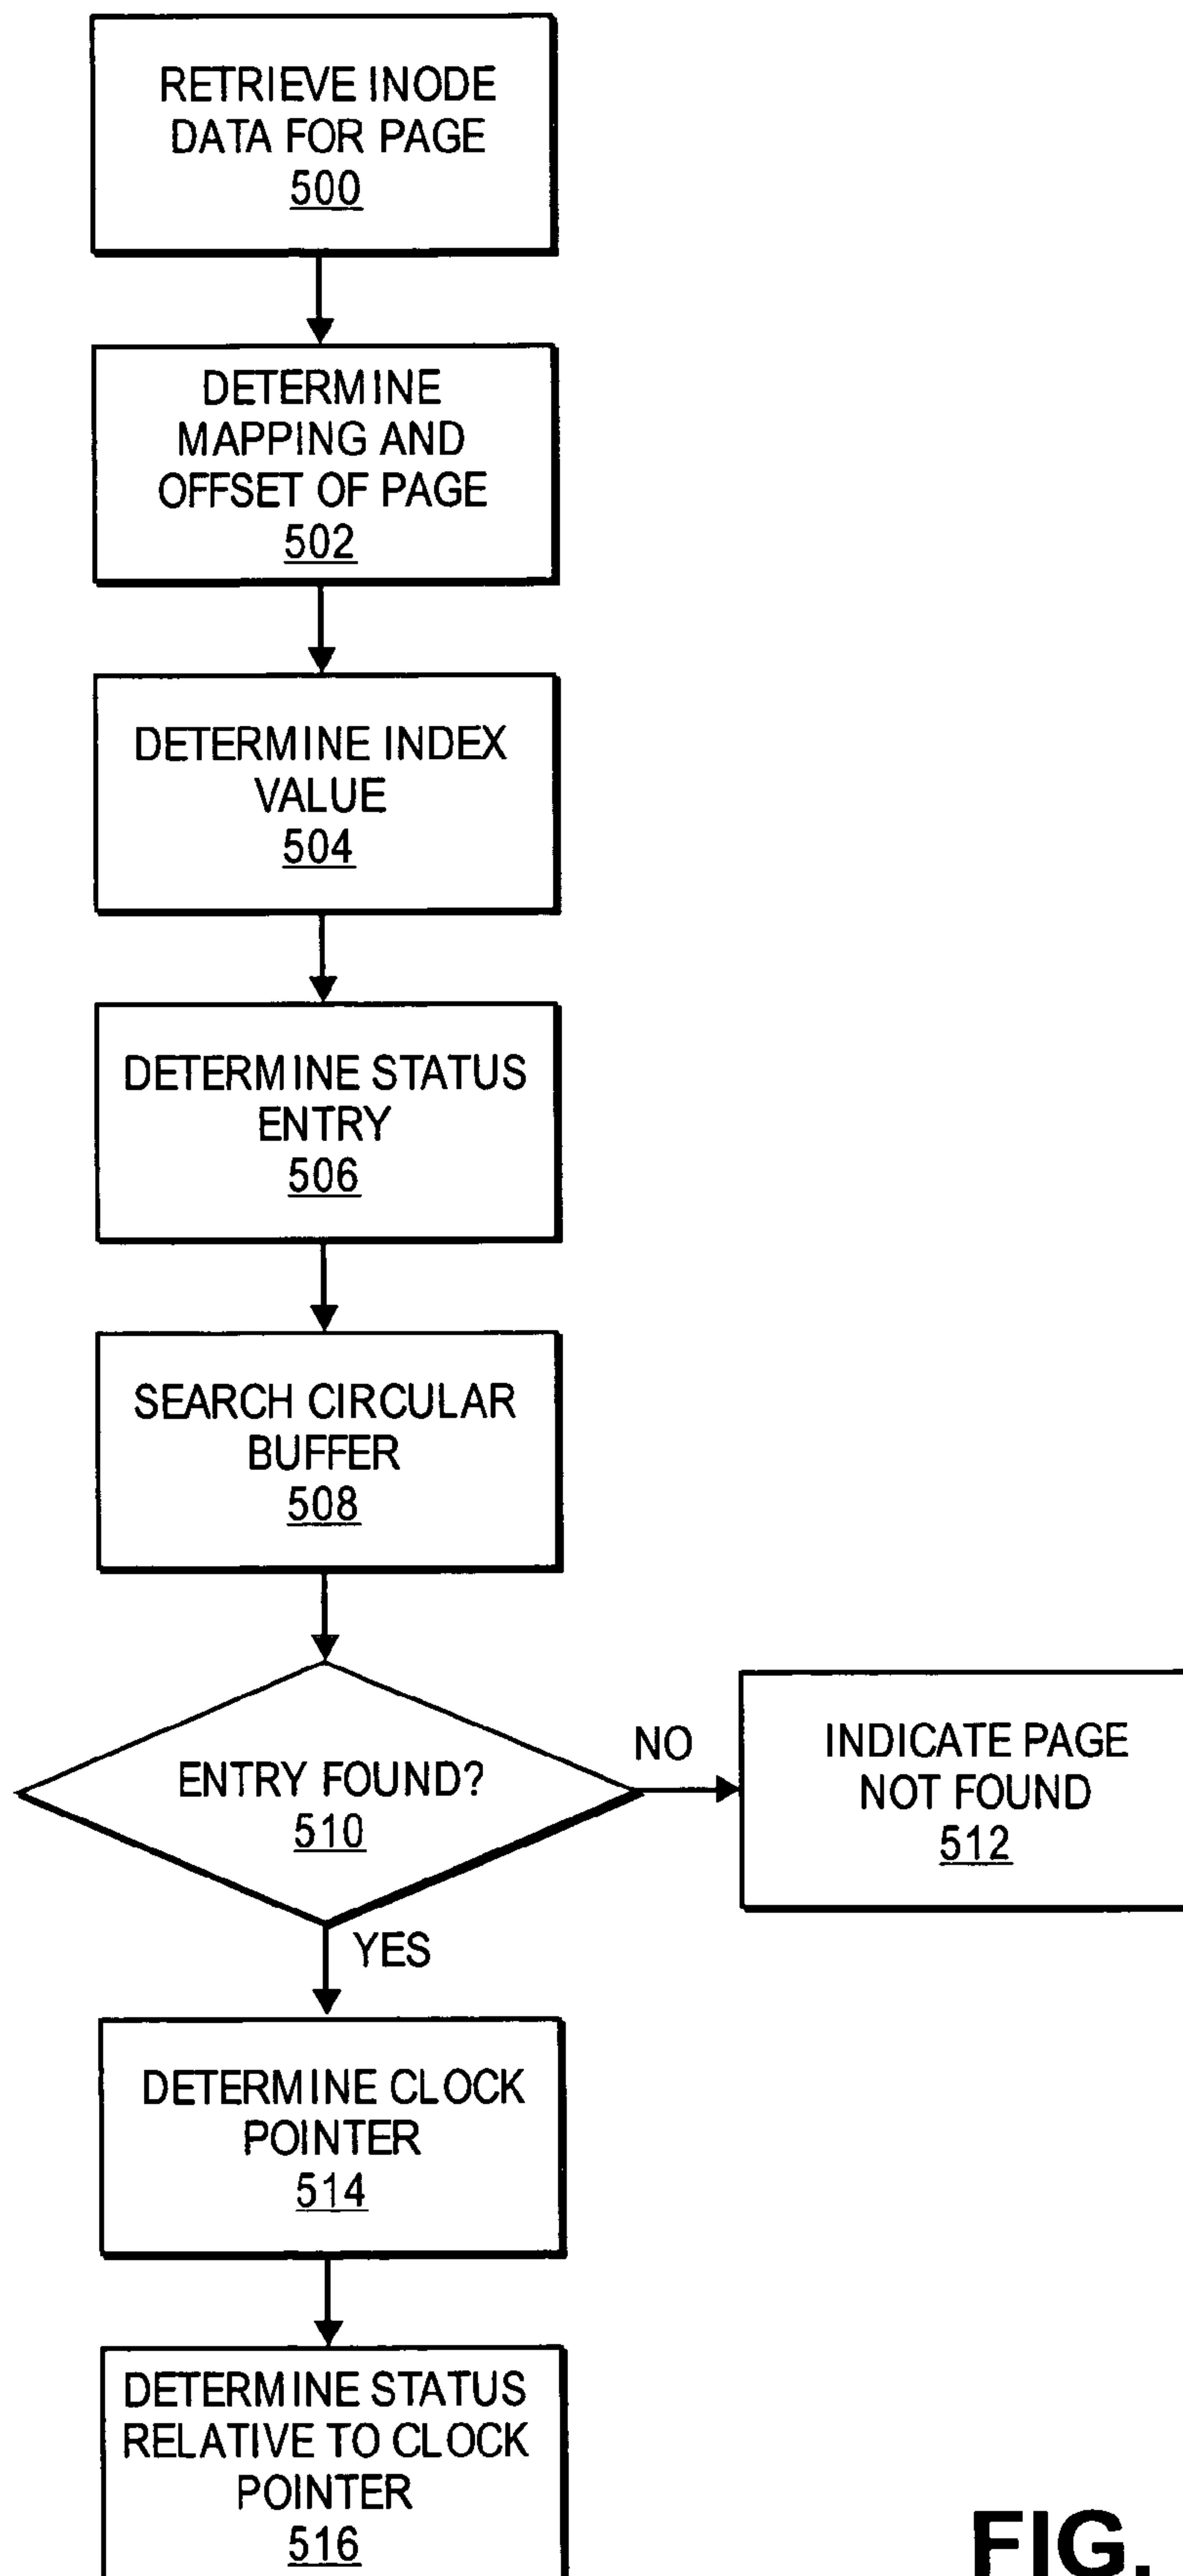 RETRIEVE INODE
DATA FOR PAGE
500
DETERMINE
MAPPING AND
OFFSET OF PAGE
502
DETERMINE INDEX
VALUE
504
DETERMINE STATUS
ENTRY
506
SEARCH CIRCULAR
BUFFER
508
ENTRY FOUND?
510
NO
INDICATE PAGE
NOT FOUND
512
YES
DETERMINE CLOCK
POINTER
514
DETERMINE STATUS
RELATIVE TO CLOCK
POINTER
516
FIG.